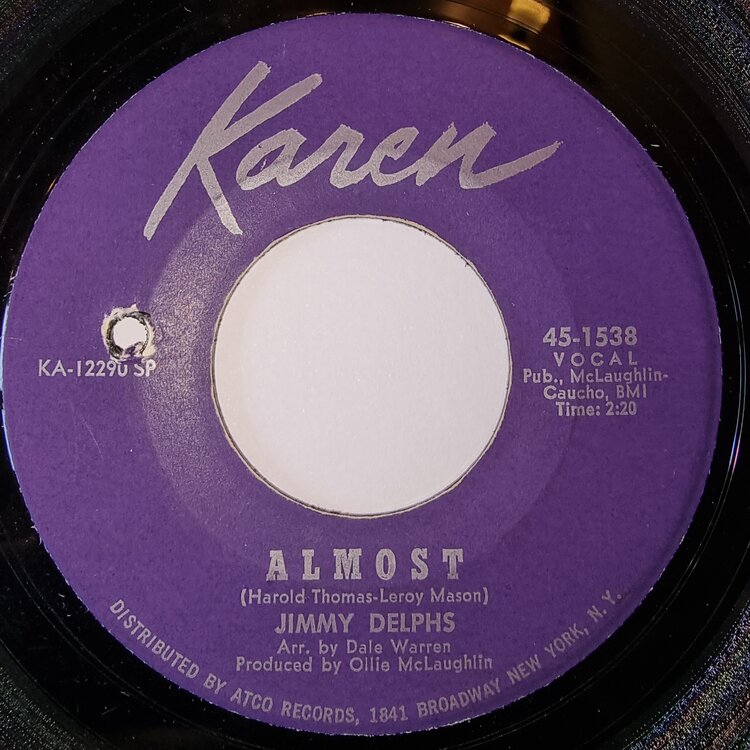 Karen
45-1538
VOCAL
Pub., McLaughlin-
Caucho, BMI
Time: 2:20
KA-12290 SP
ALMOST
(Harold Thomas-Leroy Mason)
JIMMY DELPHS
Arr. by Dale Warren
Produced by Ollie McLaughlin
DISTRIBUTED BY ATCO RECORDS, 1841 BROADWAY NEW YORK, N. Y.